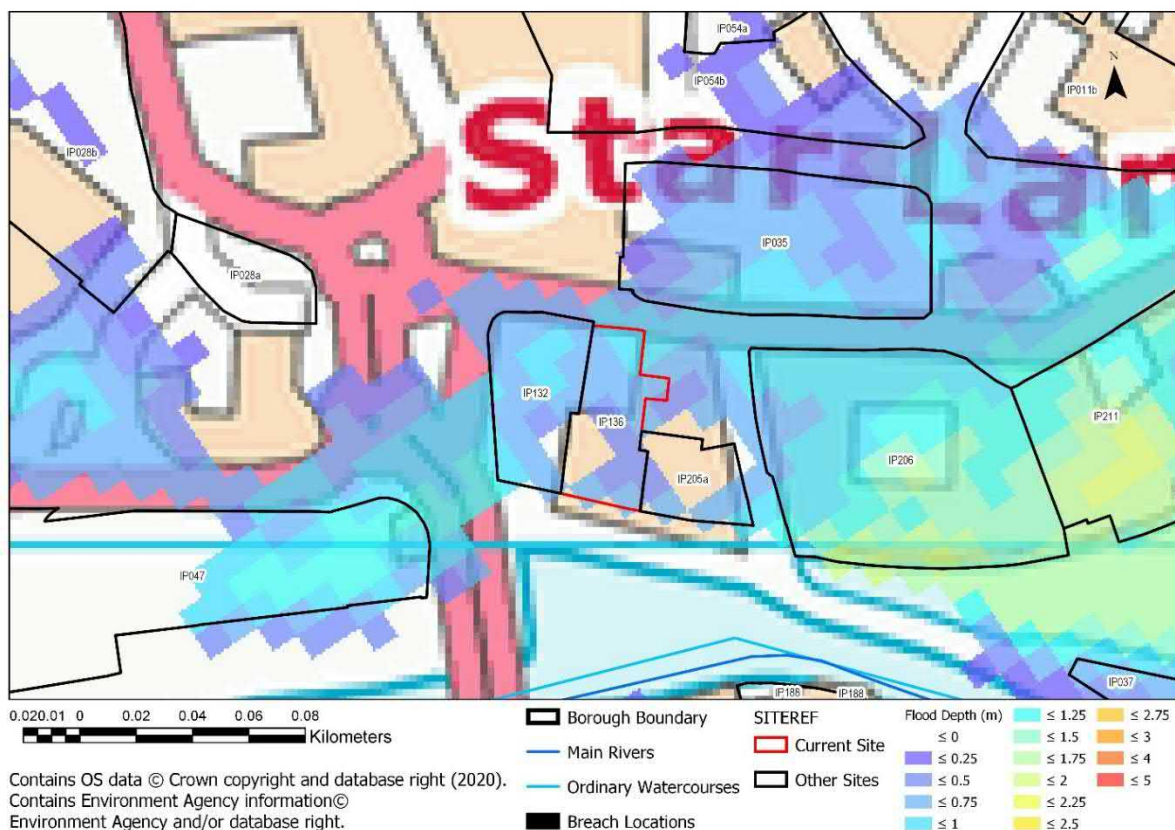 IP054a
IP054b
IP011b
N
Star Lan
IP028b
IP035
IP028a
IP132
IP136
IP211
IP206
IP205a
IP047
IP037
IP188
IP188
0.020.01 0 0.02 0.04 0.06 0.08
Kilometers
Contains OS data © Crown copyright and database right (2020).
Contains Environment Agency information©
Environment Agency and/or database right.
Borough Boundary
Main Rivers
Ordinary Watercourses
Breach Locations
SITEREF
Current Site
Other Sites
Flood Depth (m)
≤ 0
≤ 0.25
≤ 0.5
≤ 0.75
≤ 1
≤ 1.25
≤ 1.5
≤ 1.75
≤ 2
≤ 2.25
≤ 2.5
≤ 2.75
≤ 3
≤ 4
≤ 5